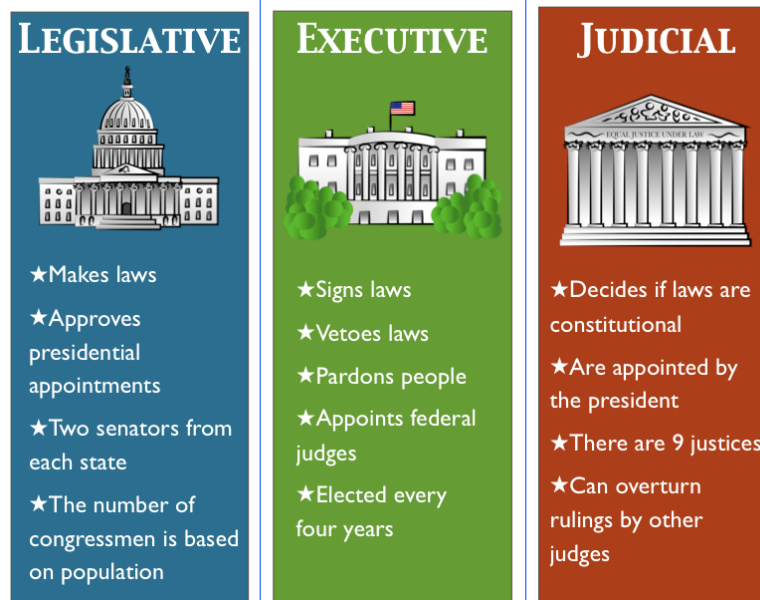 LEGISLATIVE
★Makes laws
★Approves
presidential
appointments
★Two senators from
each state
★The number of
congressmen is based
on population
EXECUTIVE
★Signs laws
★Vetoes laws
★Pardons people
★Appoints federal
judges
★Elected every
four years
JUDICIAL
EQUAL JUSTICE UNDER LAW
★Decides if laws are
constitutional
★Are appointed by
the president
★There are 9 justices
★Can overturn
rulings by other
judges